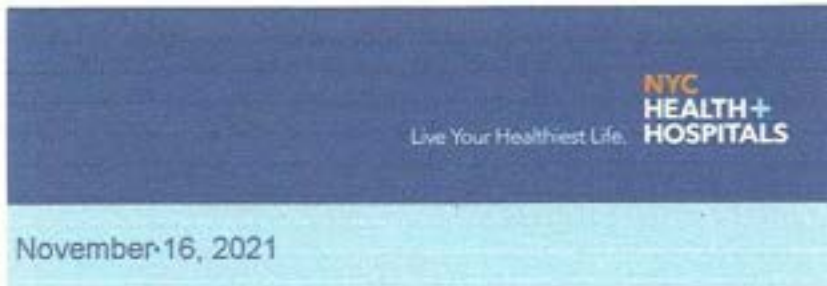 NYC
HEALTH+
Live Your Healthiest Life. HOSPITALS
November 16, 2021